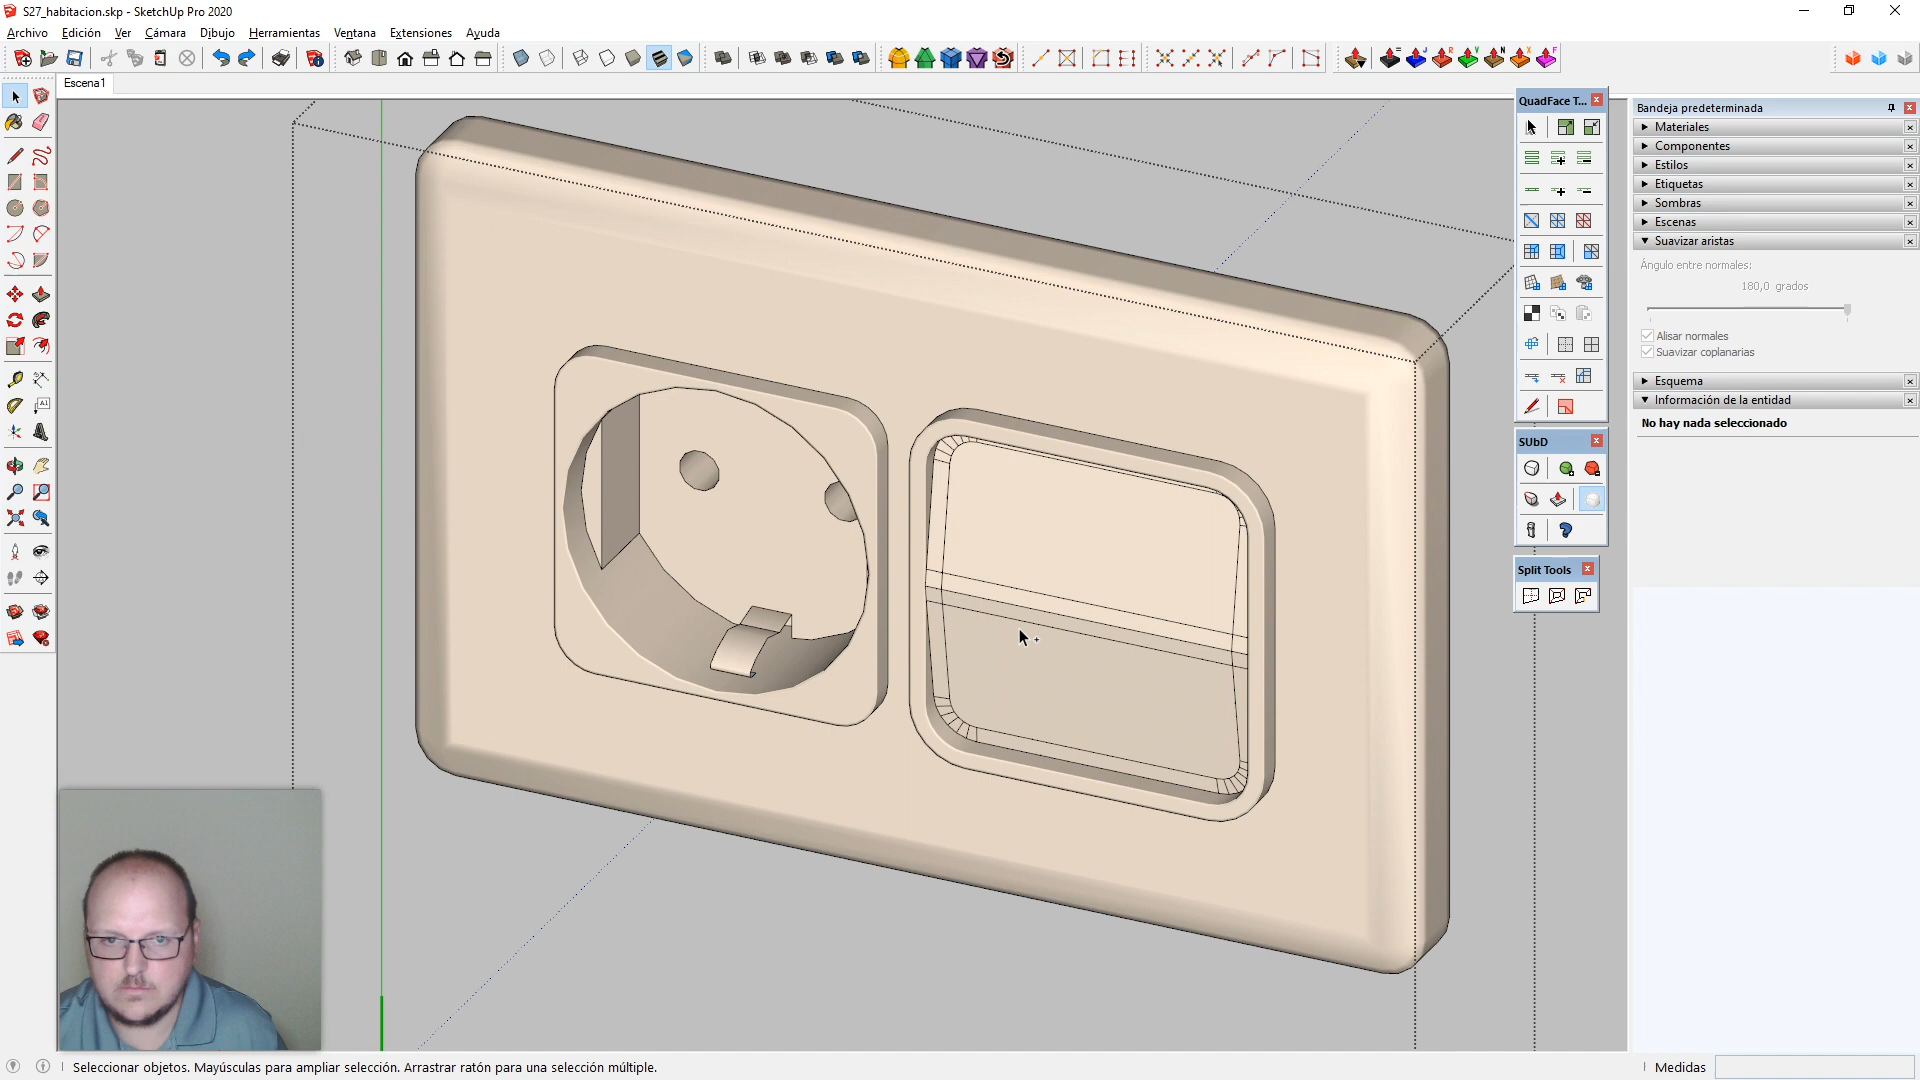 S27_habitacion.skp - SketchUp Pro 2020
Archivo Edición Ver Cámara Dibujo Herramientas Ventana Extensiones Ayuda
Escena1
QuadFace T...
SUbD
Split Tools
Bandeja predeterminada
Materiales
Componentes
Estilos
Etiquetas
Sombras
Escenas
Suavizar aristas
Ángulo entre normales:
180,0 grados
Alisar normales
Suavizar coplanarias
Esquema
Información de la entidad
No hay nada seleccionado
Seleccionar objetos. Mayúsculas para ampliar selección. Arrastrar ratón para una selección múltiple.
Medidas